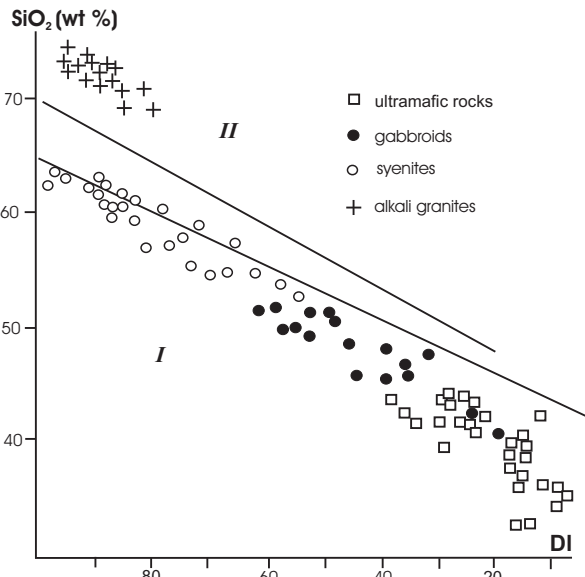 SiO₂ (wt %)
70
II
ultramafic rocks
gabbroids
syenites
60
alkali granites
50
I
40
DI
80
60
40
20